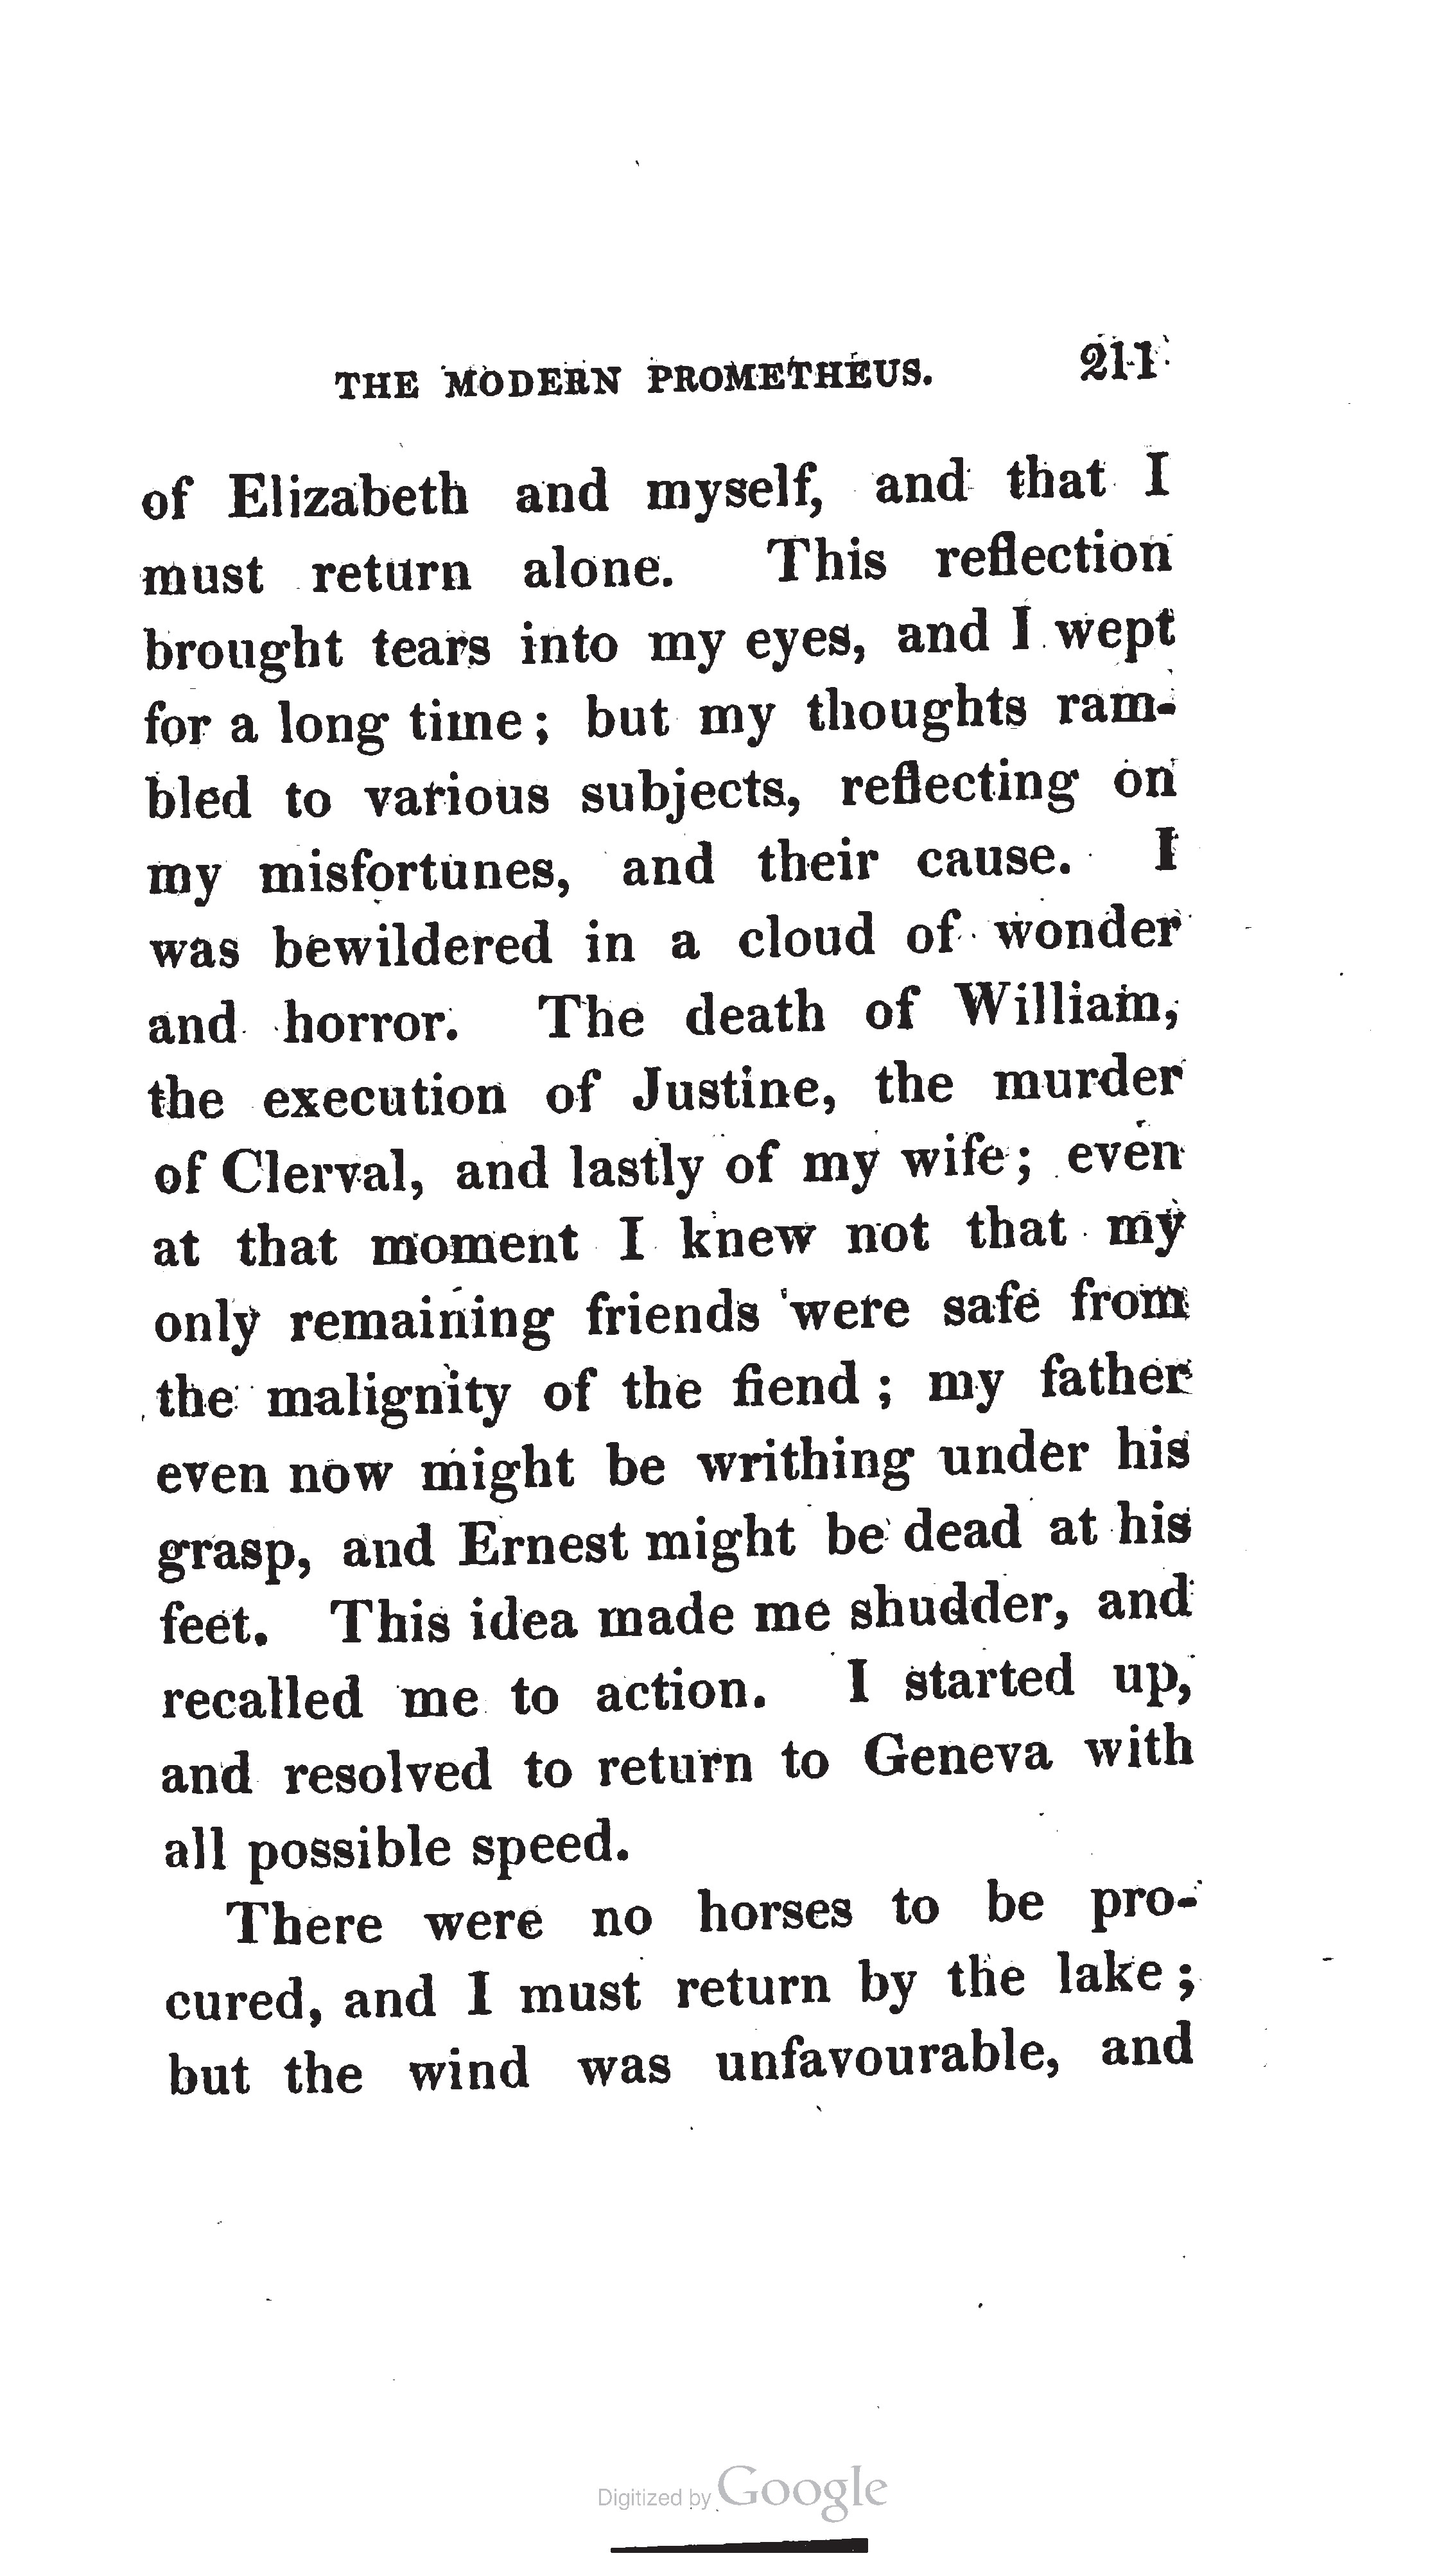 THE MODERN PROMETHEUS. 211
of Elizabeth and myself, and that I
must return alone. This reflection
brought tears into my eyes, and I wept
for a long time; but my thoughts ram-
bled to various subjects, reflecting on
my misfortunes, and their cause. I
was bewildered in a cloud of wonder
and horror. The death of William,
the execution of Justine, the murder
of Clerval, and lastly of my wife; even
at that moment I knew not that my
only remaining friends were safe from
the malignity of the fiend; my father
even now might be writhing under his
grasp, and Ernest might be dead at his
feet. This idea made me shudder, and
recalled me to action. I started up,
and resolved to return to Geneva with
all possible speed.
There were no horses to be pro-
cured, and I must return by the lake;
but the wind was unfavourable, and
Digitized by Google